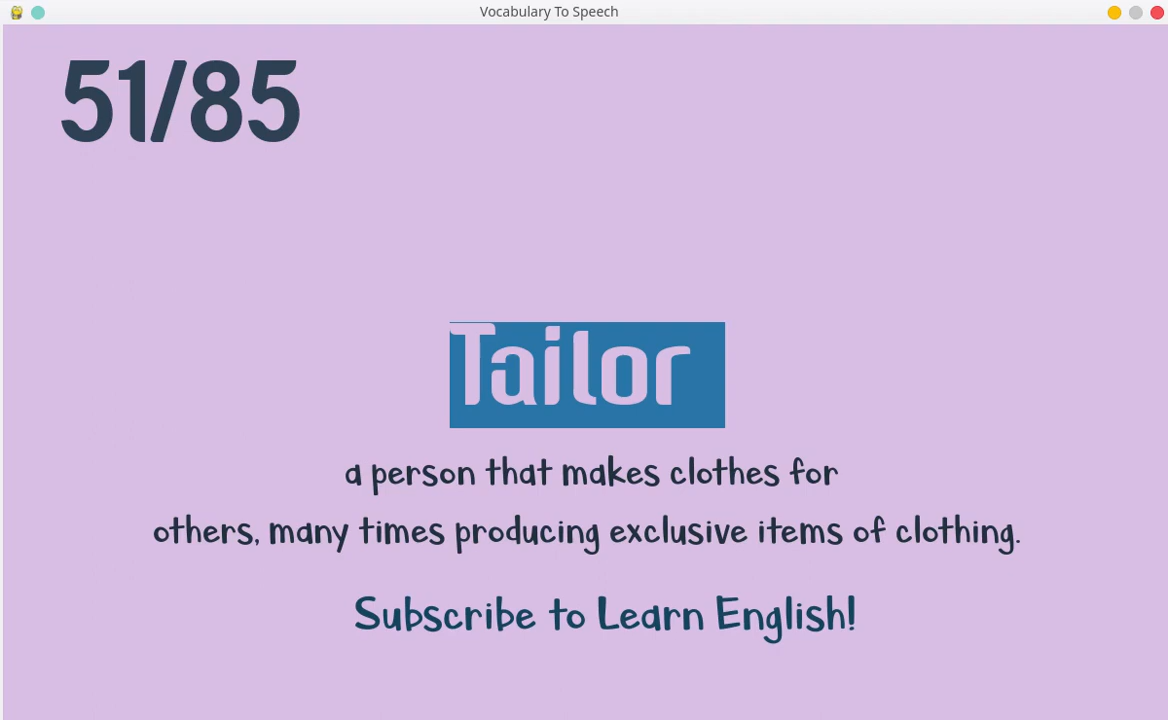 Vocabulary To Speech
51/85
Tailor
a person that makes clothes for
others, many times producing exclusive items of clothing.
Subscribe to Learn English!